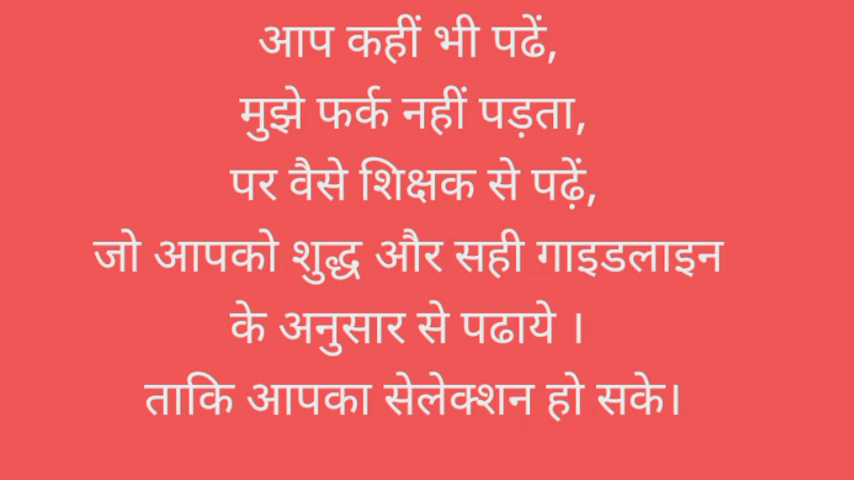 आप कहीं भी पढें,
मुझे फर्क नहीं पड़ता,
पर वैसे शिक्षक से पढ़ें,
जो आपको शुद्ध और सही गाइडलाइन
के अनुसार से पढाये ।
ताकि आपका सेलेक्शन हो सके।